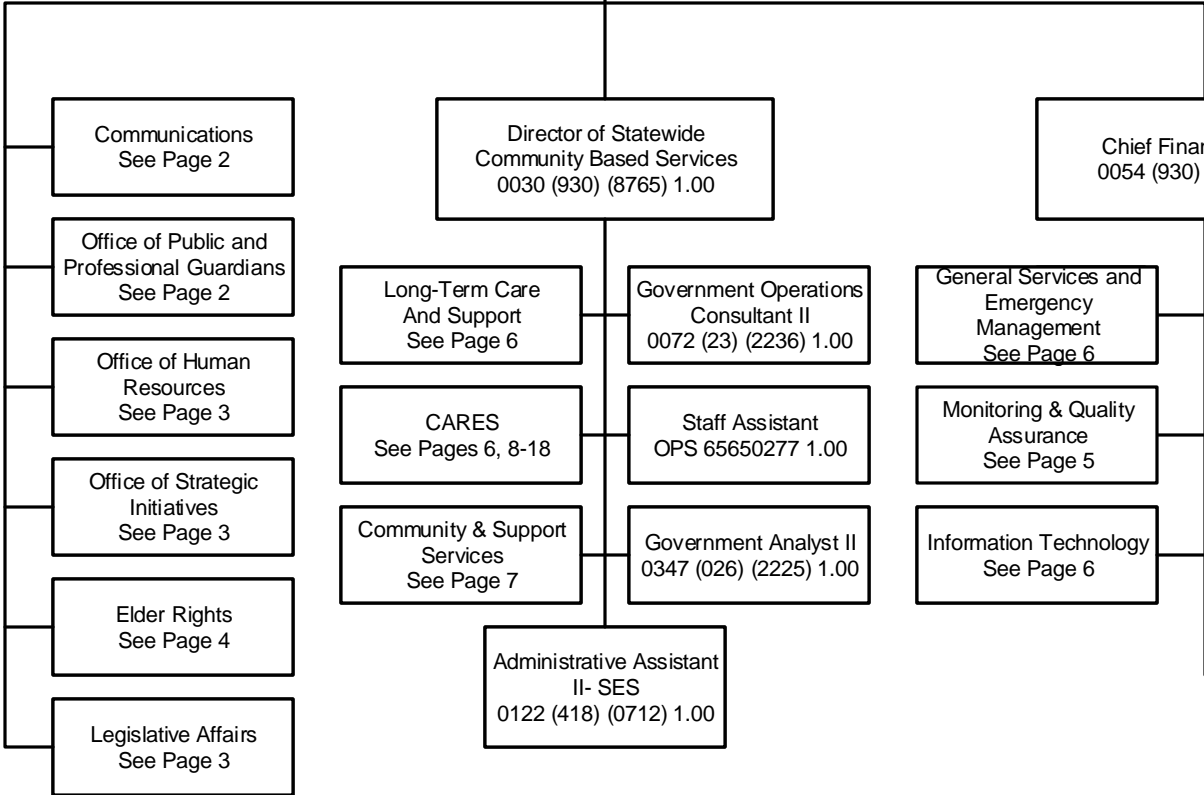 Communications
See Page 2
Office of Public and
Professional Guardians
See Page 2
Office of Human
Resources
See Page 3
Office of Strategic
Initiatives
See Page 3
Elder Rights
See Page 4
Legislative Affairs
See Page 3
Director of Statewide
Community Based Services
0030 (930) (8765) 1.00
Long-Term Care
And Support
See Page 6
Government Operations
Consultant II
0072 (23) (2236) 1.00
CARES
See Pages 6, 8-18
Staff Assistant
OPS 65650277 1.00
Community & Support
Services
See Page 7
Government Analyst II
0347 (026) (2225) 1.00
Administrative Assistant
II- SES
0122 (418) (0712) 1.00
Chief
0054 (930)
General Services and
Emergency
Management
See Page 6
Monitoring & Quality
Assurance
See Page 5
Information Technology
See Page 6